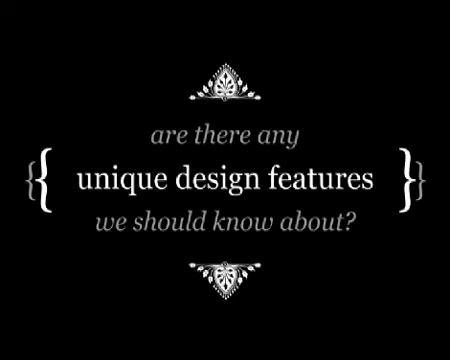 are there any
unique design features
we should know about?